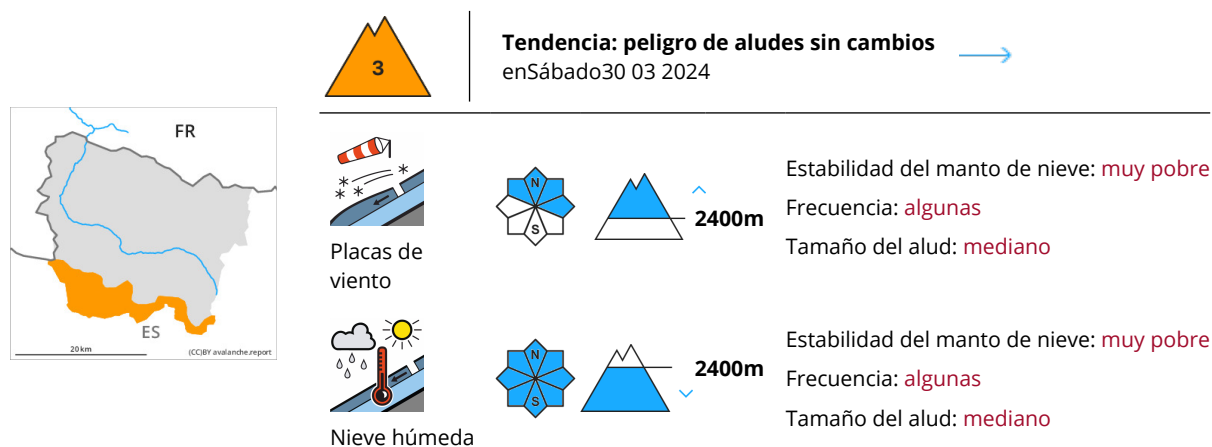 3
Tendencia: peligro de aludes sin cambios
enSábado30 03 2024
FR
ES
20 km
(CC)BY avalanche.report
N
S
2400m
Placas de
viento
Estabilidad del manto de nieve: muy pobre
Frecuencia: algunas
Tamaño del alud: mediano
N
S
2400m
Nieve húmeda
Estabilidad del manto de nieve: muy pobre
Frecuencia: algunas
Tamaño del alud: mediano